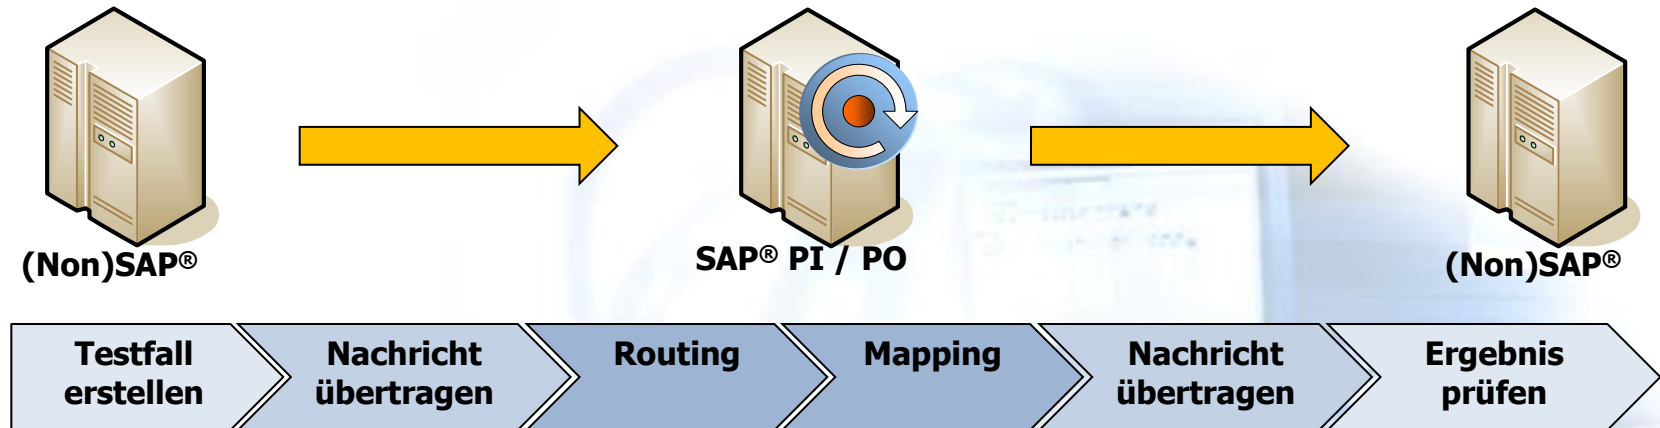 (Non)SAP®
SAP® PI / PO
(Non)SAP®
Testfall
erstellen
Nachricht
übertragen
Routing
Mapping
Nachricht
übertragen
Ergebnis
prüfen